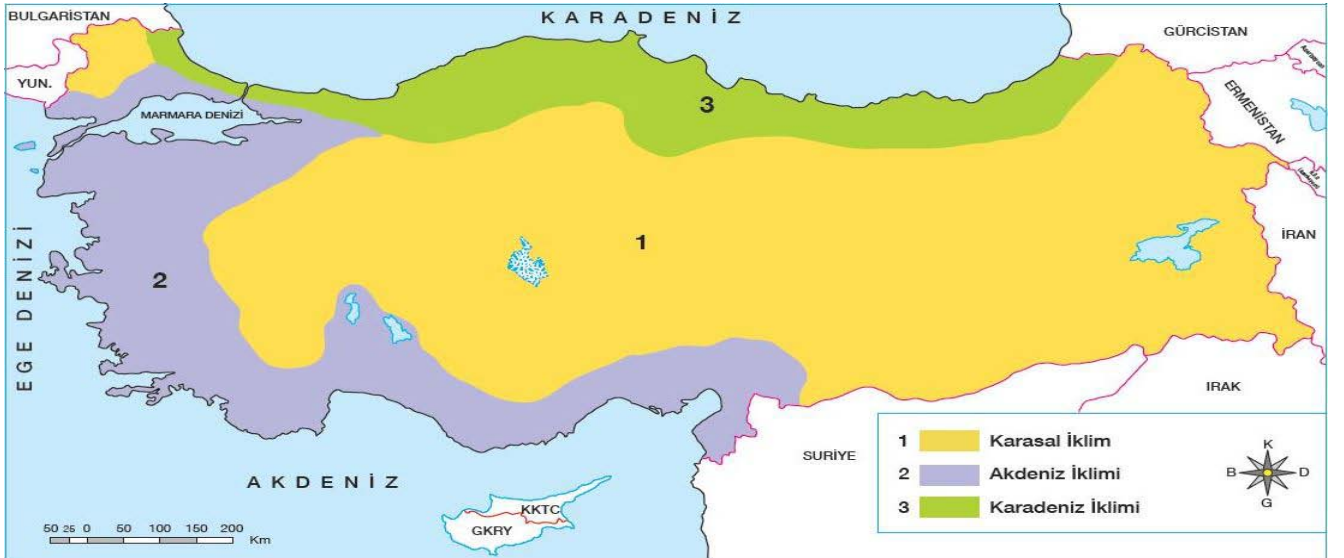 BULGARİSTAN
KARADENİZ
GÜRCİSTAN
YUN.
MARMARA DENİZİ
ERMENİSTAN
3
1
2
İRAN
EGE DENİZİ
IRAK
SURİYE
AKDENİZ
KKTC
GKRY
50 25 0 50 100 150 200
Km
1 Karasal İklim
2 Akdeniz İklimi
3 Karadeniz İklimi
K
B D
G